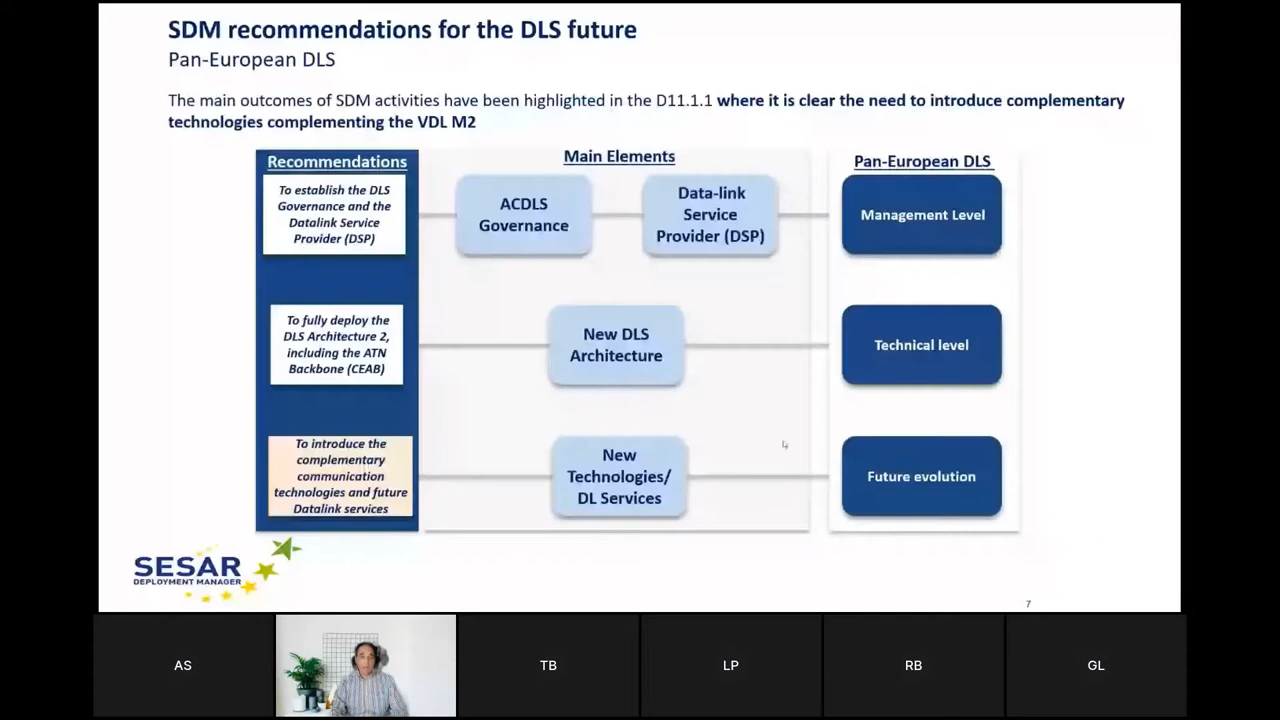 SDM recommendations for the DLS future
Pan-European DLS
The main outcomes of SDM activities have been highlighted in the D11.1.1 where it is clear the need to introduce complementary
technologies complementing the VDL M2
Recommendations
Main Elements
Pan-European DLS
To establish the DLS
Governance and the
Datalink Service
Provider (DSP)
ACDLS
Governance
Data-link
Service
Provider (DSP)
Management Level
To fully deploy the
DLS Architecture 2,
including the ATN
Backbone (CEAB)
New DLS
Architecture
Technical level
To introduce the
complementary
communication
technologies and future
Datalink services
New
Technologies/
DL Services
Future evolution
SESAR
DEPLOYMENT MANAGER
7
AS
TB
LP
RB
GL